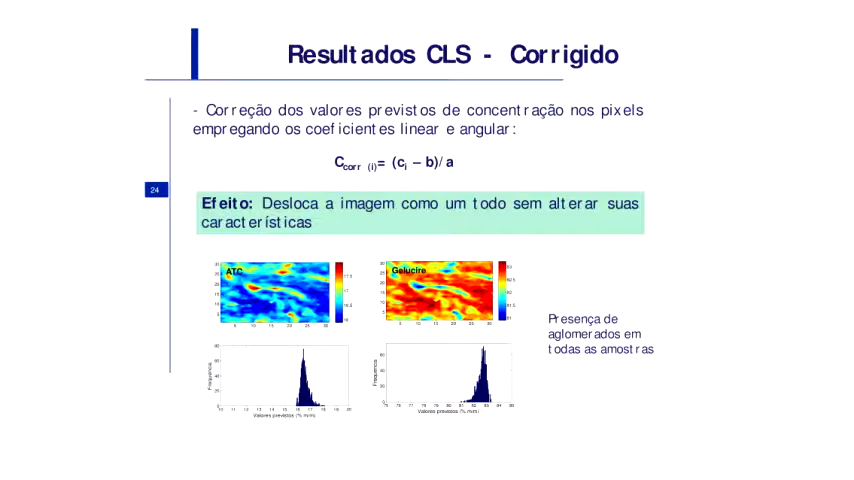 Resultados CLS - Corrigido
- Correção dos valores previstos de concentração nos pixels
empregando os coeficientes linear e angular:
Ccorr (i)= (ci – b)/a
24
Efeito: Desloca a imagem como um todo sem alterar suas
características
ATC
Gelucire
Presença de
aglomerados em
todas as amostras
Frequencia
Valores previstos (% m/m)
Frequencia
Valores previstos (% m/m)